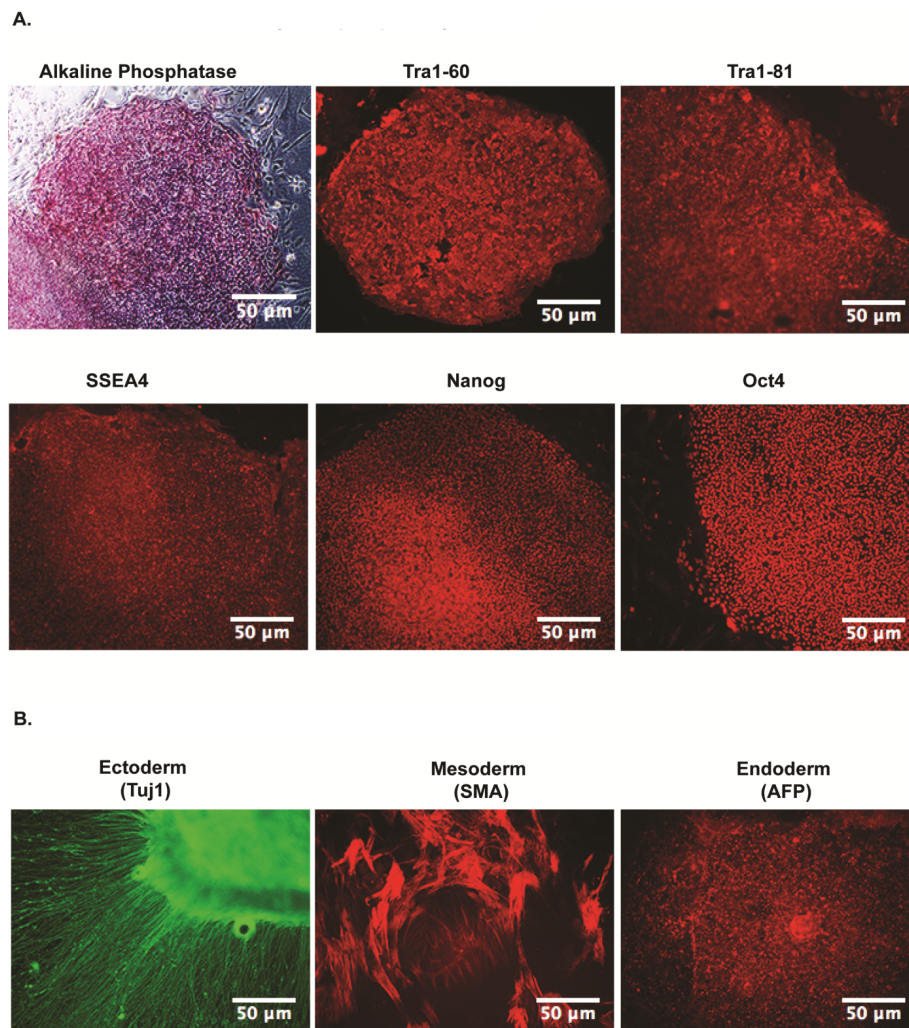 A.
Alkaline Phosphatase
Tra1-60
Tra1-81
50 µm
50 µm
50 µm
SSEA4
Nanog
Oct4
50 µm
50 µm
50 µm
B.
Ectoderm
(Tuj1)
Mesoderm
(SMA)
Endoderm
(AFP)
50 µm
50 µm
50 µm